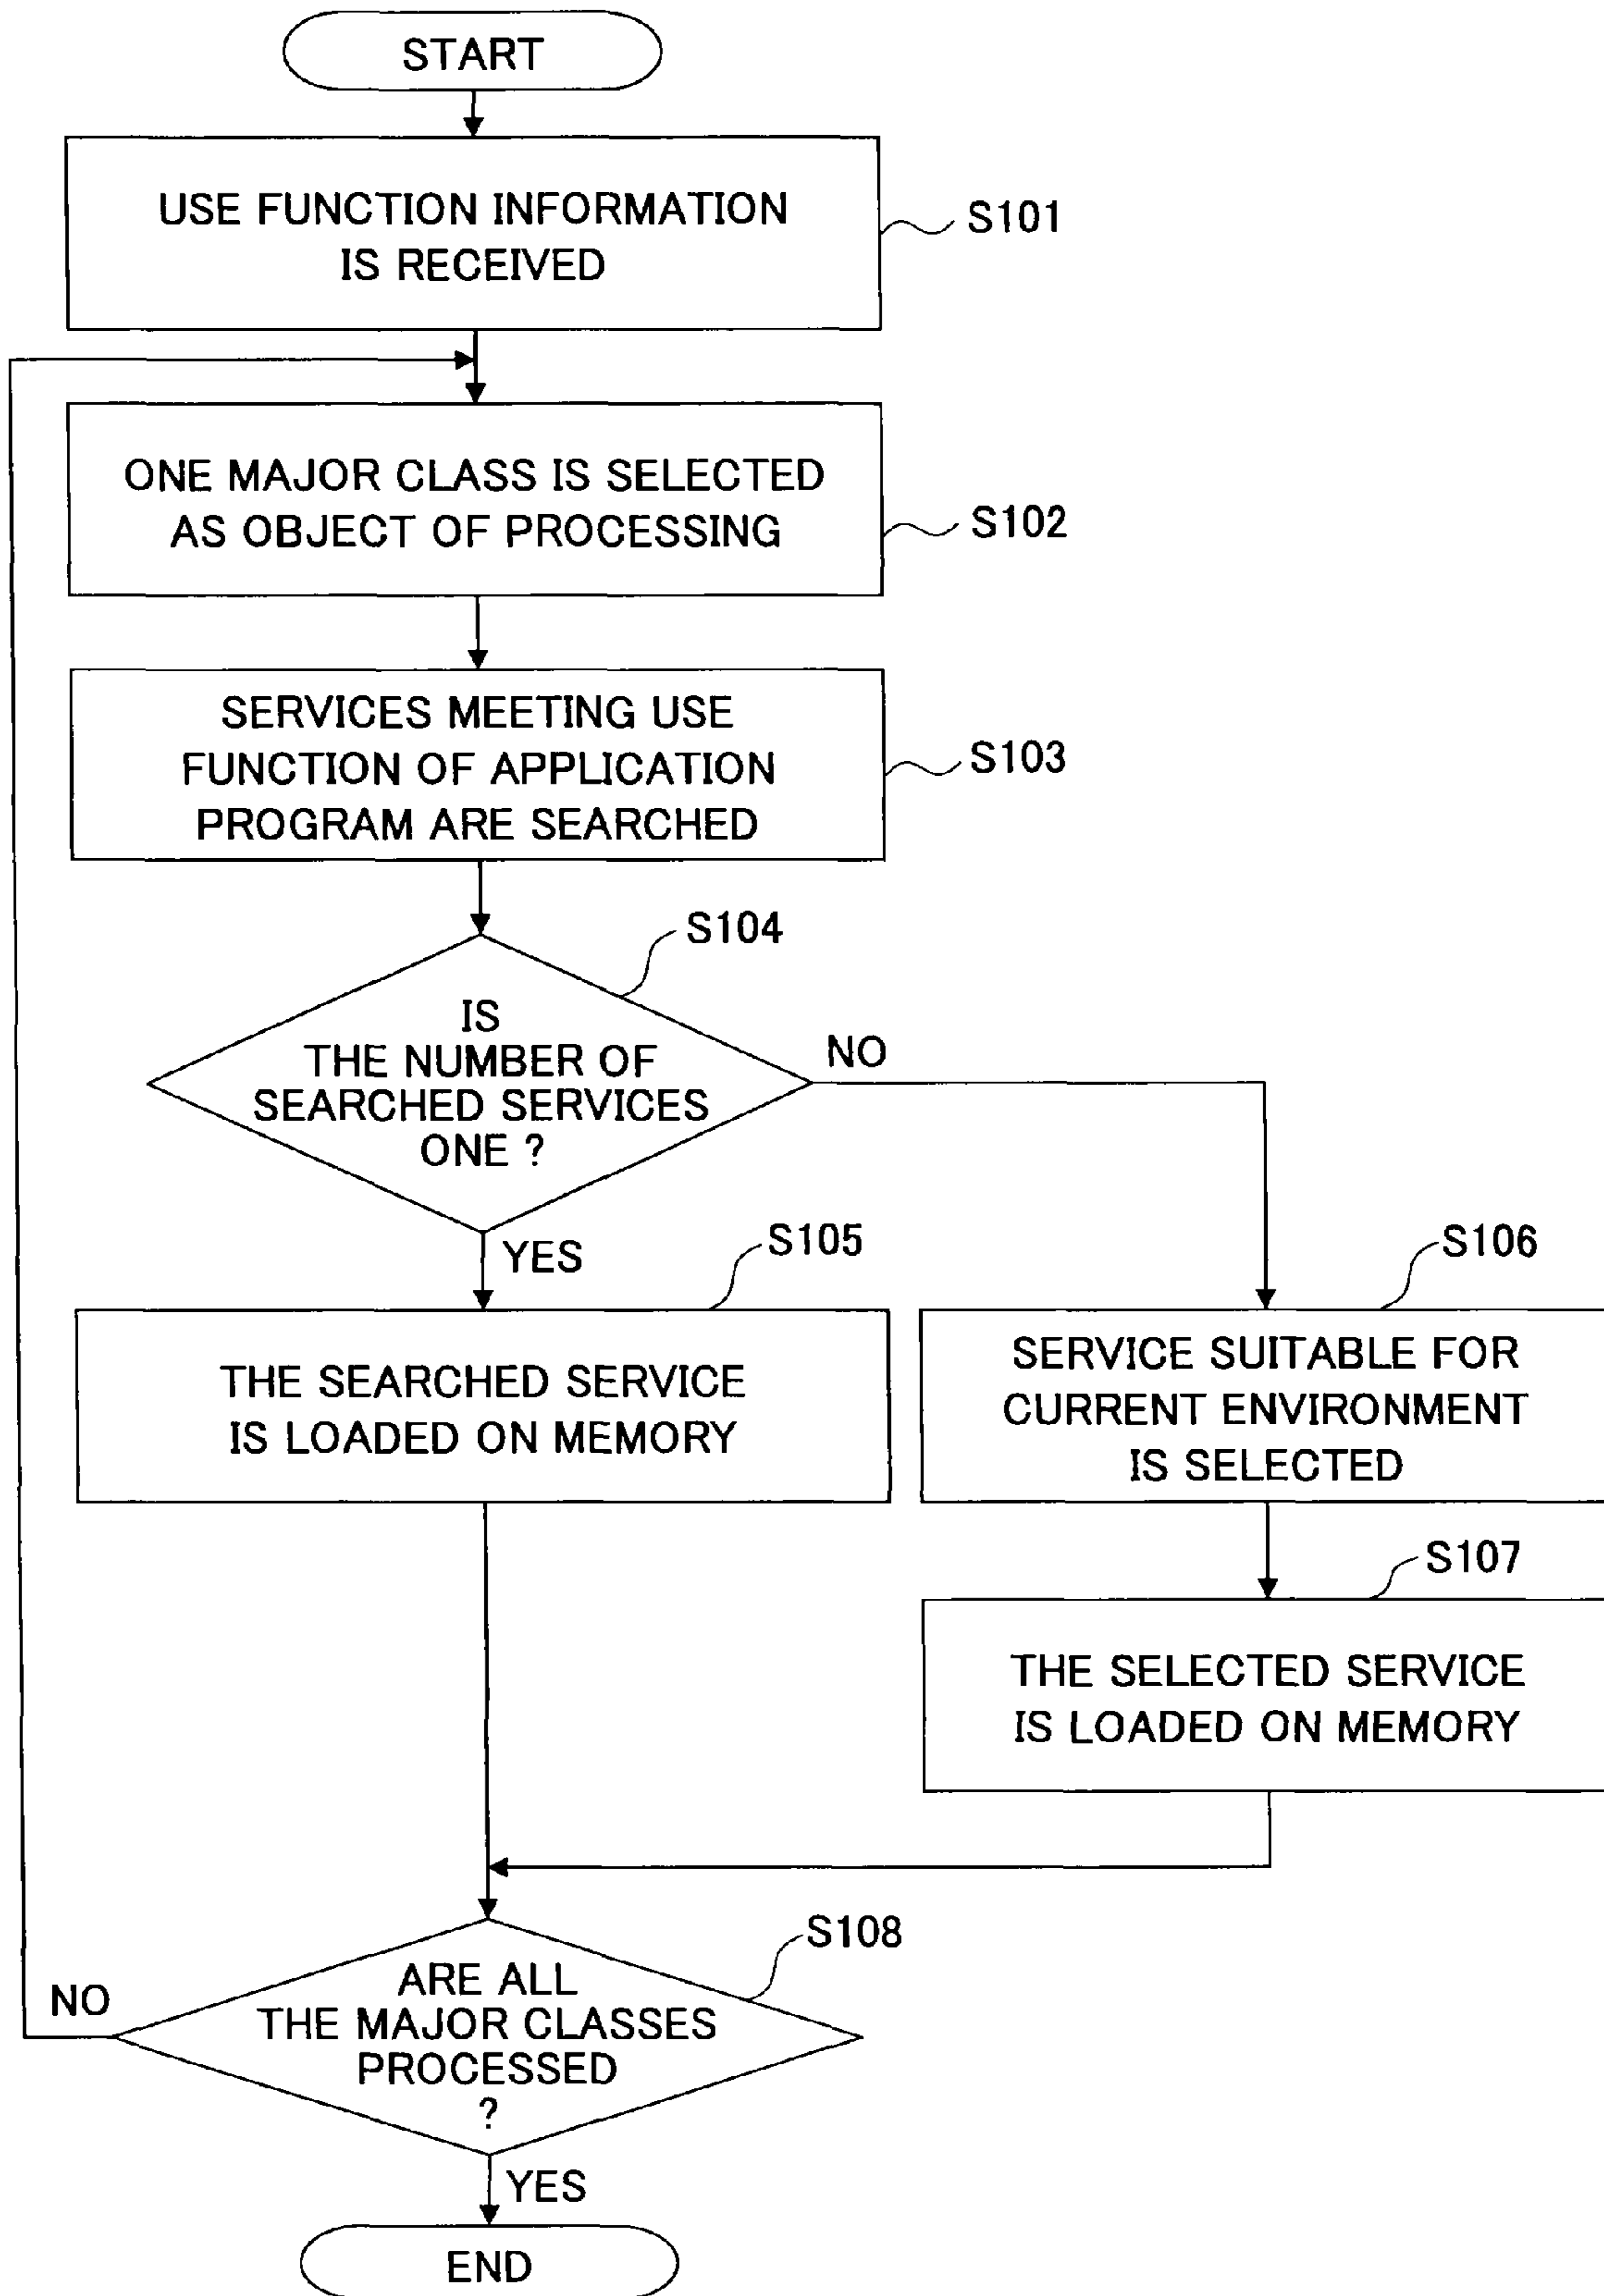 START
USE FUNCTION INFORMATION
IS RECEIVED
S101
ONE MAJOR CLASS IS SELECTED
AS OBJECT OF PROCESSING
S102
SERVICES MEETING USE
FUNCTION OF APPLICATION
PROGRAM ARE SEARCHED
S103
S104
IS
THE NUMBER OF
SEARCHED SERVICES
ONE ?
NO
YES
S105
THE SEARCHED SERVICE
IS LOADED ON MEMORY
S106
SERVICE SUITABLE FOR
CURRENT ENVIRONMENT
IS SELECTED
S107
THE SELECTED SERVICE
IS LOADED ON MEMORY
S108
ARE ALL
THE MAJOR CLASSES
PROCESSED
?
NO
YES
END